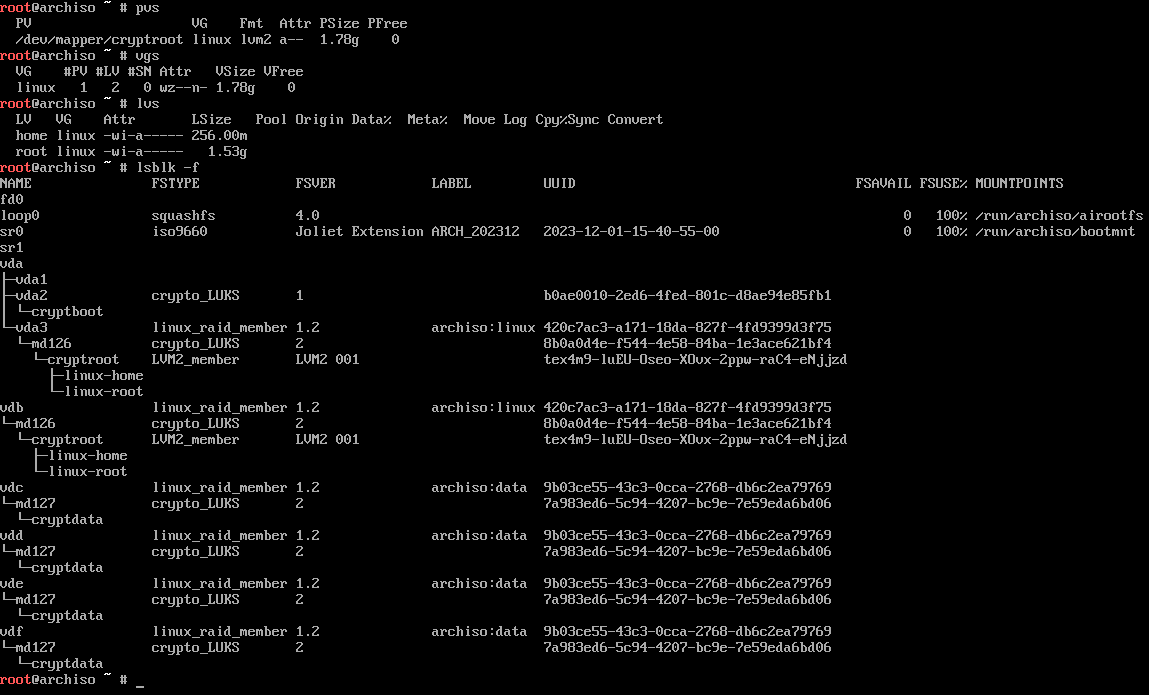 root@archiso ~ # pvs
  PV                    VG    Fmt  Attr PSize PFree
  /dev/mapper/cryptroot linux lvm2 a--  1.78g    0
root@archiso ~ # vgs
  VG    #PV #LV #SN Attr   VSize VFree
  linux   1   2   0 wz--n- 1.78g    0
root@archiso ~ # lvs
  LV   VG    Attr       LSize   Pool Origin Data%  Meta%  Move Log Cpy%Sync Convert
  home linux -wi-a----- 256.00m
  root linux -wi-a-----   1.53g
root@archiso ~ # lsblk -f
NAME               FSTYPE            FSVER            LABEL         UUID                                   FSAVAIL FSUSE% MOUNTPOINTS
fd0
loop0              squashfs          4.0                                                                         0   100% /run/archiso/airootfs
sr0                iso9660           Joliet Extension ARCH_202312   2023-12-01-15-40-55-00                       0   100% /run/archiso/bootmnt
sr1
vda
├─vda1
├─vda2             crypto_LUKS       1                              b0ae0010-2ed6-4fed-801c-d8ae94e85fb1
│ └─cryptboot
└─vda3             linux_raid_member 1.2              archiso:linux 420c7ac3-a171-18da-827f-4fd9399d3f75
  └─md126          crypto_LUKS       2                              8b0a0d4e-f544-4e58-84ba-1e3ace621bf4
    └─cryptroot    LVM2_member       LVM2 001                       tex4m9-luEU-Oseo-XOvx-2ppw-raC4-eNjjzd
      ├─linux-home
      └─linux-root
vdb                linux_raid_member 1.2              archiso:linux 420c7ac3-a171-18da-827f-4fd9399d3f75
└─md126            crypto_LUKS       2                              8b0a0d4e-f544-4e58-84ba-1e3ace621bf4
  └─cryptroot      LVM2_member       LVM2 001                       tex4m9-luEU-Oseo-XOvx-2ppw-raC4-eNjjzd
    ├─linux-home
    └─linux-root
vdc                linux_raid_member 1.2              archiso:data  9b03ce55-43c3-0cca-2768-db6c2ea79769
└─md127            crypto_LUKS       2                              7a983ed6-5c94-4207-bc9e-7e59eda6bd06
  └─cryptdata
vdd                linux_raid_member 1.2              archiso:data  9b03ce55-43c3-0cca-2768-db6c2ea79769
└─md127            crypto_LUKS       2                              7a983ed6-5c94-4207-bc9e-7e59eda6bd06
  └─cryptdata
vde                linux_raid_member 1.2              archiso:data  9b03ce55-43c3-0cca-2768-db6c2ea79769
└─md127            crypto_LUKS       2                              7a983ed6-5c94-4207-bc9e-7e59eda6bd06
  └─cryptdata
vdf                linux_raid_member 1.2              archiso:data  9b03ce55-43c3-0cca-2768-db6c2ea79769
└─md127            crypto_LUKS       2                              7a983ed6-5c94-4207-bc9e-7e59eda6bd06
  └─cryptdata
root@archiso ~ # _